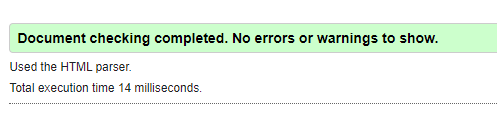 Document checking completed. No errors or warnings to show.
Used the HTML parser.
Total execution time 14 milliseconds.